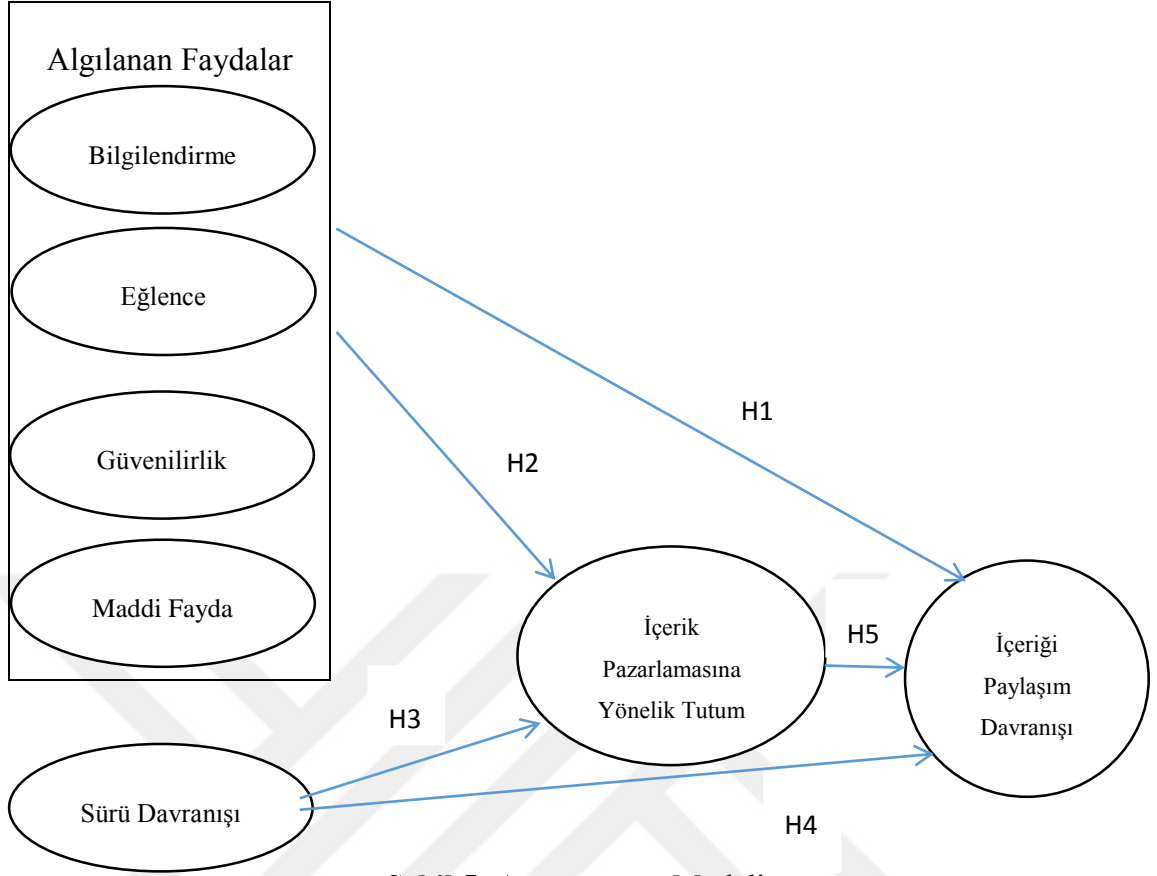 Algılanan Faydalar
Bilgilendirme
Eğlence
Güvenilirlik
Maddi Fayda
H1
H2
İçerik
Pazarlamasına
Yönelik Tutum
H5
İçeriği
Paylaşım
Davranışı
H3
Sürü Davranışı
H4